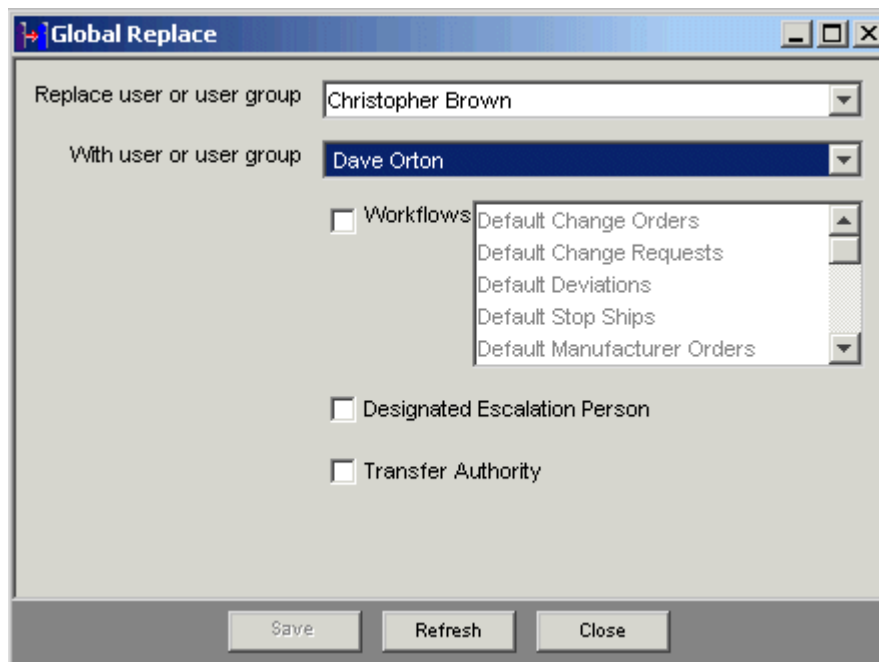 Global Replace
Replace user or user group
Christopher Brown
With user or user group
Dave Orton
Workflows
Default Change Orders
Default Change Requests
Default Deviations
Default Stop Ships
Default Manufacturer Orders
Designated Escalation Person
Transfer Authority
Save
Refresh
Close